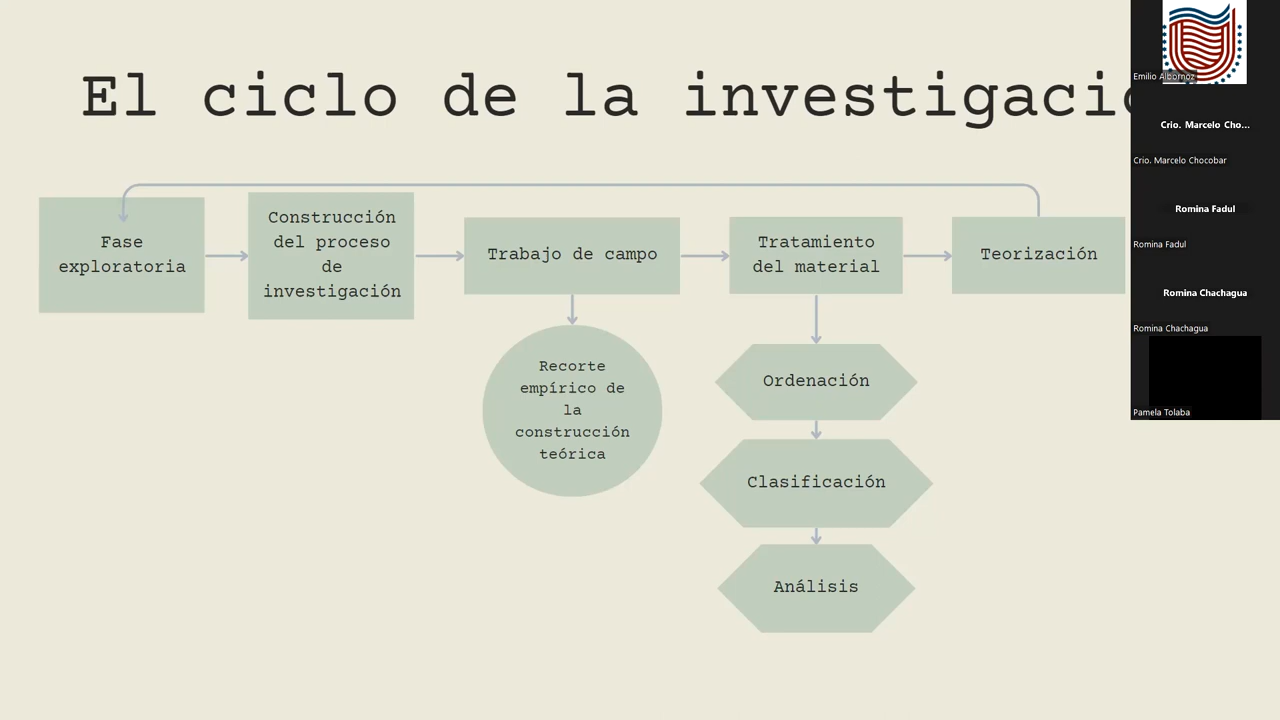 El ciclo de la investigació
Fase
exploratoria
Construcción
del proceso
de
investigación
Trabajo de campo
Tratamiento
del material
Teorización
Recorte
empírico de
la
construcción
teórica
Ordenación
Clasificación
Análisis
Emilio Albornoz
Crio. Marcelo Cho...
Crio. Marcelo Chocobar
Romina Fadul
Romina Fadul
Romina Chachagua
Romina Chachagua
Pamela Tolaba